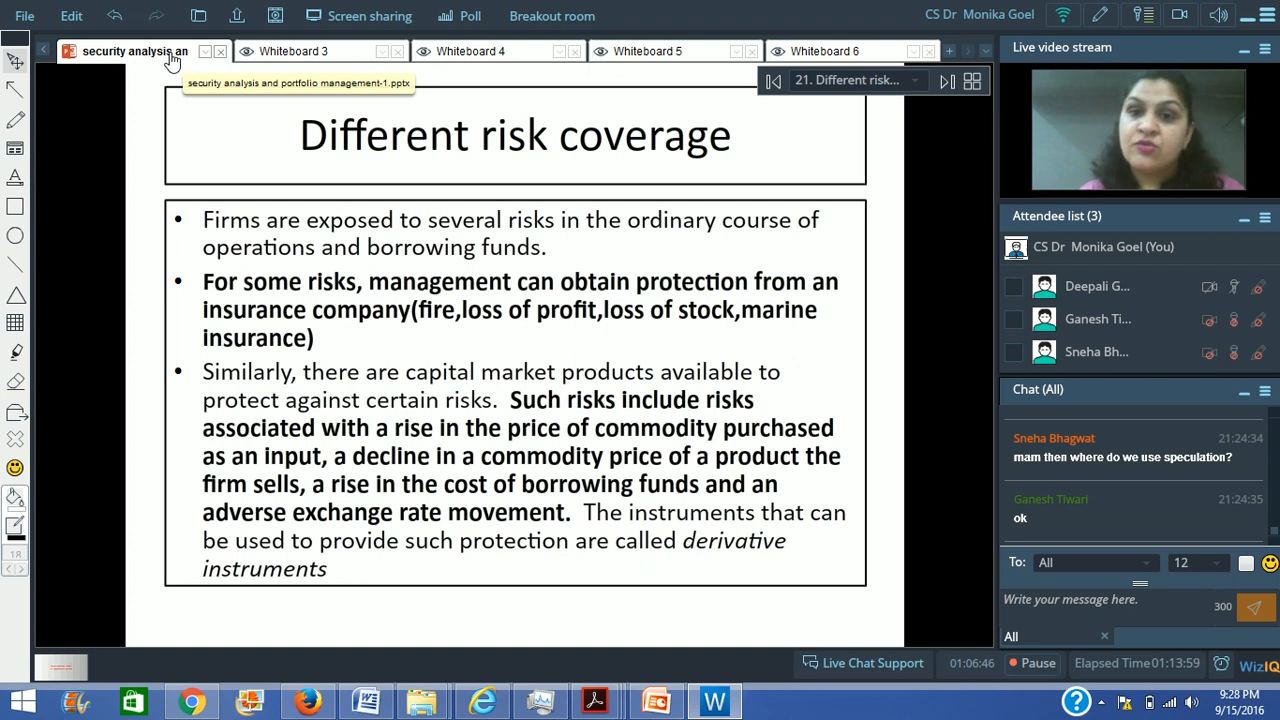 File Edit Screen sharing Poll Breakout room CS Dr Monika Goel
security analysis an Whiteboard 3 Whiteboard 4 Whiteboard 5 Whiteboard 6
security analysis and portfolio management-1.pptx
21. Different risk...
Different risk coverage
• Firms are exposed to several risks in the ordinary course of
operations and borrowing funds.
• For some risks, management can obtain protection from an
insurance company(fire,loss of profit,loss of stock,marine
insurance)
• Similarly, there are capital market products available to
protect against certain risks. Such risks include risks
associated with a rise in the price of commodity purchased
as an input, a decline in a commodity price of a product the
firm sells, a rise in the cost of borrowing funds and an
adverse exchange rate movement. The instruments that can
be used to provide such protection are called derivative
instruments
Live video stream
Attendee list (3)
CS Dr Monika Goel (You)
Deepali G...
Ganesh Ti...
Sneha Bh...
Chat (All)
Sneha Bhagwat 21:24:34
mam then where do we use speculation?
Ganesh Tiwari 21:24:35
ok
To: All 12
Write your message here. 300
All
Live Chat Support 01:06:46 Pause Elapsed Time 01:13:59 WizIQ
9:28 PM
9/15/2016